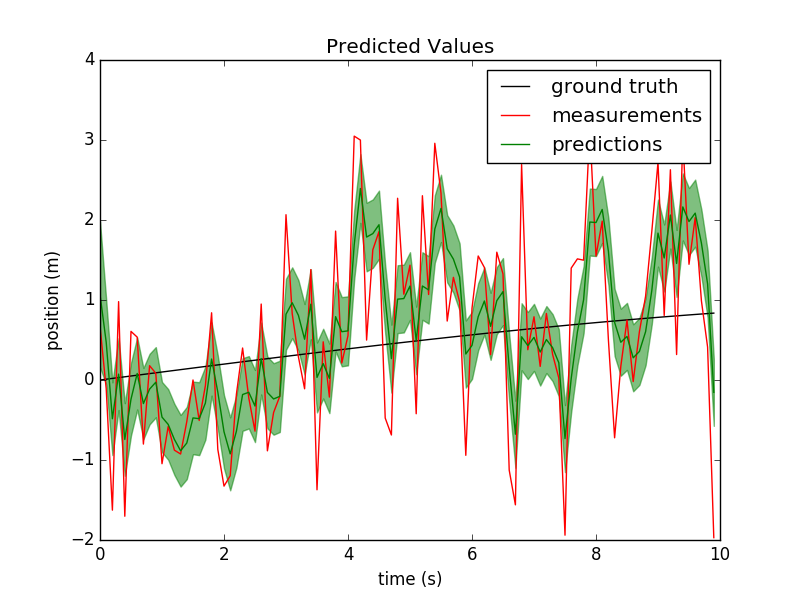 Predicted Values
ground truth
measurements
predictions
4
3
2
1
0
−1
−2
position (m)
0 2 4 6 8 10
time (s)